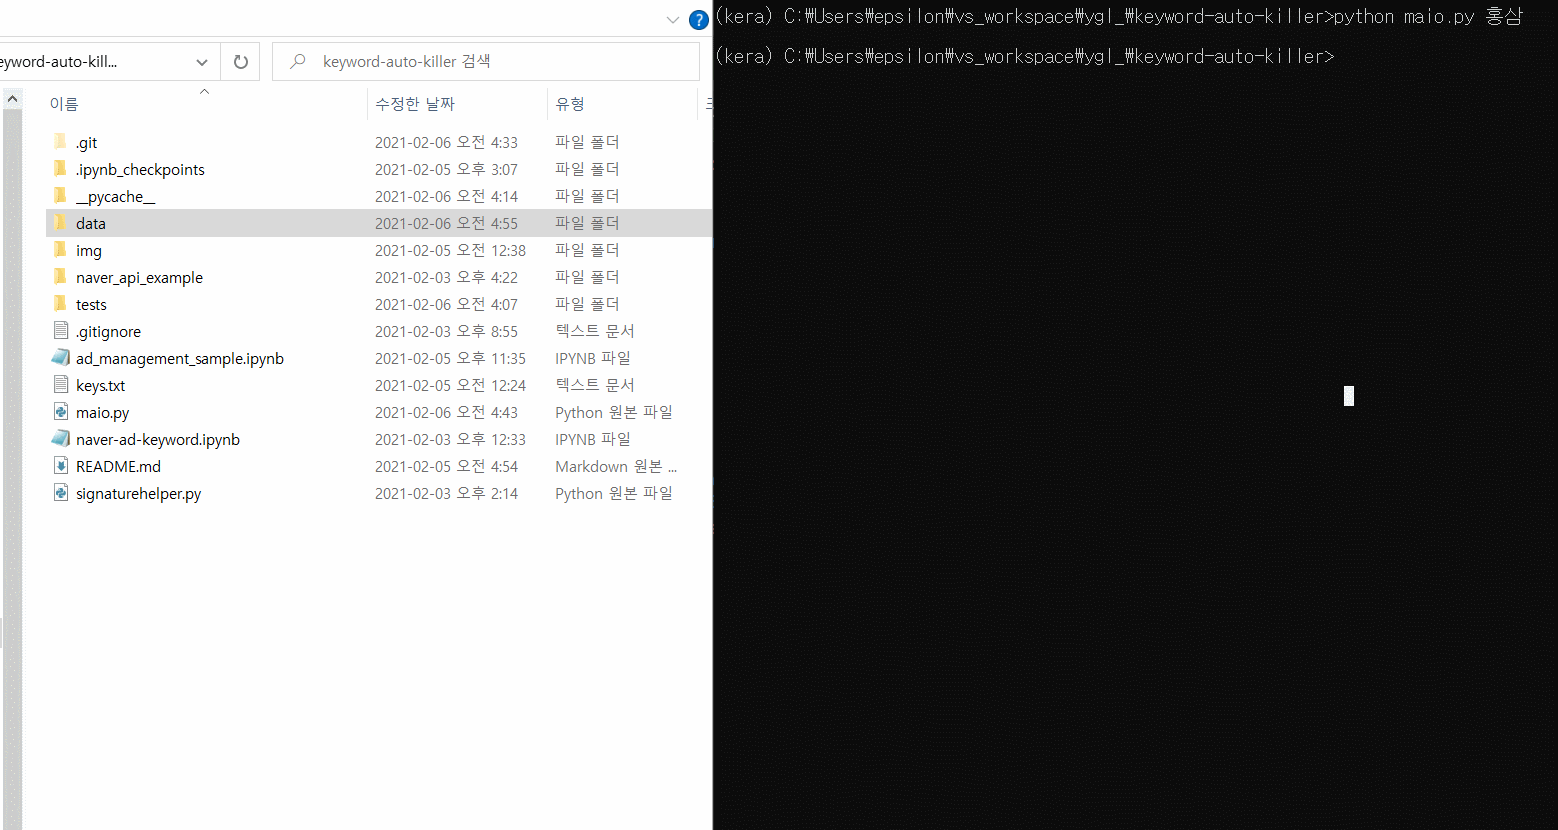 ?
eyword-auto-kill...
keyword-auto-killer 검색
이름 수정한 날짜 유형
.git 2021-02-06 오전 4:33 파일 폴더
.ipynb_checkpoints 2021-02-05 오후 3:07 파일 폴더
__pycache__ 2021-02-06 오전 4:14 파일 폴더
data 2021-02-06 오전 4:55 파일 폴더
img 2021-02-05 오전 12:38 파일 폴더
naver_api_example 2021-02-03 오후 4:22 파일 폴더
tests 2021-02-06 오전 4:07 파일 폴더
.gitignore 2021-02-03 오후 8:55 텍스트 문서
ad_management_sample.ipynb 2021-02-05 오후 11:35 IPYNB 파일
keys.txt 2021-02-05 오전 12:24 텍스트 문서
maio.py 2021-02-06 오전 4:43 Python 원본 파일
naver-ad-keyword.ipynb 2021-02-03 오후 12:33 IPYNB 파일
README.md 2021-02-05 오전 4:54 Markdown 원본 ...
signaturehelper.py 2021-02-03 오후 2:14 Python 원본 파일
(kera) C:₩Users₩epsilon₩vs_workspace₩ygl_₩keyword-auto-killer>python maio.py 홍삼
(kera) C:₩Users₩epsilon₩vs_workspace₩ygl_₩keyword-auto-killer>